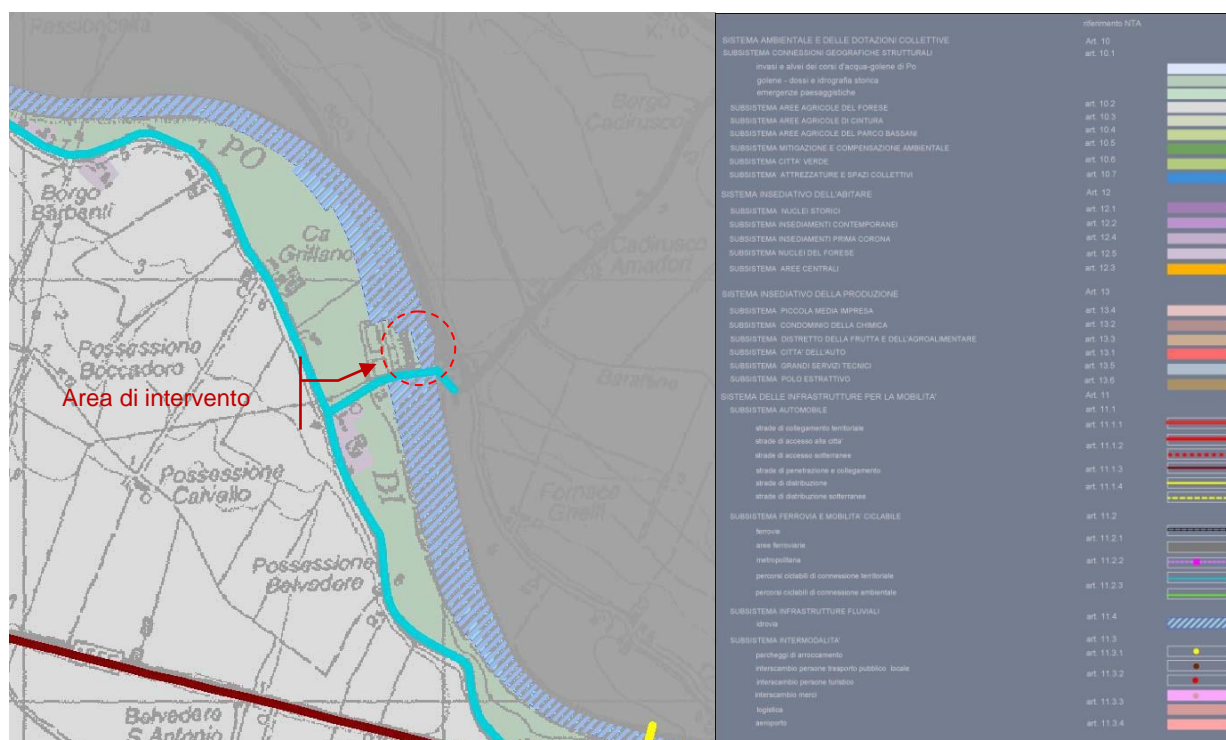 Passioncella
Borgo
Cadirusco
PO
Borgo
Barbanti
Ca
Grillano
Cadirusco
Amadori
Possessione
Boccadoro
Area di intervento
Possessione
Calvello
DI
Possessione
Belvedere
Belvedere
S. Antonio
riferimento NTA
SISTEMA AMBIENTALE E DELLE DOTAZIONI COLLETTIVE Art. 10
SUBSISTEMA CONNESSIONI GEOGRAFICHE STRUTTURALI art. 10.1
invasi e alvei dei corsi d'acqua-golene di Po
golene - dossi e idrografia storica
emergenze paesaggistiche
SUBSISTEMA AREE AGRICOLE DEL FORESE art. 10.2
SUBSISTEMA AREE AGRICOLE DI CINTURA art. 10.3
SUBSISTEMA AREE AGRICOLE DEL PARCO BASSANI art. 10.4
SUBSISTEMA MITIGAZIONE E COMPENSAZIONE AMBIENTALE art. 10.5
SUBSISTEMA CITTA' VERDE art. 10.6
SUBSISTEMA ATTREZZATURE E SPAZI COLLETTIVI art. 10.7
SISTEMA INSEDIATIVO DELL'ABITARE Art. 12
SUBSISTEMA NUCLEI STORICI art. 12.1
SUBSISTEMA INSEDIAMENTI CONTEMPORANEI art. 12.2
SUBSISTEMA INSEDIAMENTI PRIMA CORONA art. 12.4
SUBSISTEMA NUCLEI DEL FORESE art. 12.5
SUBSISTEMA AREE CENTRALI art. 12.3
SISTEMA INSEDIATIVO DELLA PRODUZIONE Art. 13
SUBSISTEMA PICCOLA MEDIA IMPRESA art. 13.4
SUBSISTEMA CONDOMINIO DELLA CHIMICA art. 13.2
SUBSISTEMA DISTRETTO DELLA FRUTTA E DELL'AGROALIMENTARE art. 13.3
SUBSISTEMA CITTA' DELL'AUTO art. 13.1
SUBSISTEMA GRANDI SERVIZI TECNICI art. 13.5
SUBSISTEMA POLO ESTRATTIVO art. 13.6
SISTEMA DELLE INFRASTRUTTURE PER LA MOBILITA' Art. 11
SUBSISTEMA AUTOMOBILE art. 11.1
strade di collegamento territoriale art. 11.1.1
strade di accesso alla citta' art. 11.1.2
strade di accesso sotterranee
strade di penetrazione e collegamento art. 11.1.3
strade di distribuzione art. 11.1.4
strade di distribuzione sotterranee
SUBSISTEMA FERROVIA E MOBILITA' CICLABILE art. 11.2
ferrovie art. 11.2.1
aree ferroviarie
metropolitana art. 11.2.2
percorsi ciclabili di connessione territoriale art. 11.2.3
percorsi ciclabili di connessione ambientale
SUBSISTEMA INFRASTRUTTURE FLUVIALI art. 11.4
idrovia
SUBSISTEMA INTERMODALITA' art. 11.3
parcheggi di arroccamento art. 11.3.1
interscambio persone trasporto pubblico locale art. 11.3.2
interscambio persone turistico
interscambio merci art. 11.3.3
logistica
aeroporto art. 11.3.4